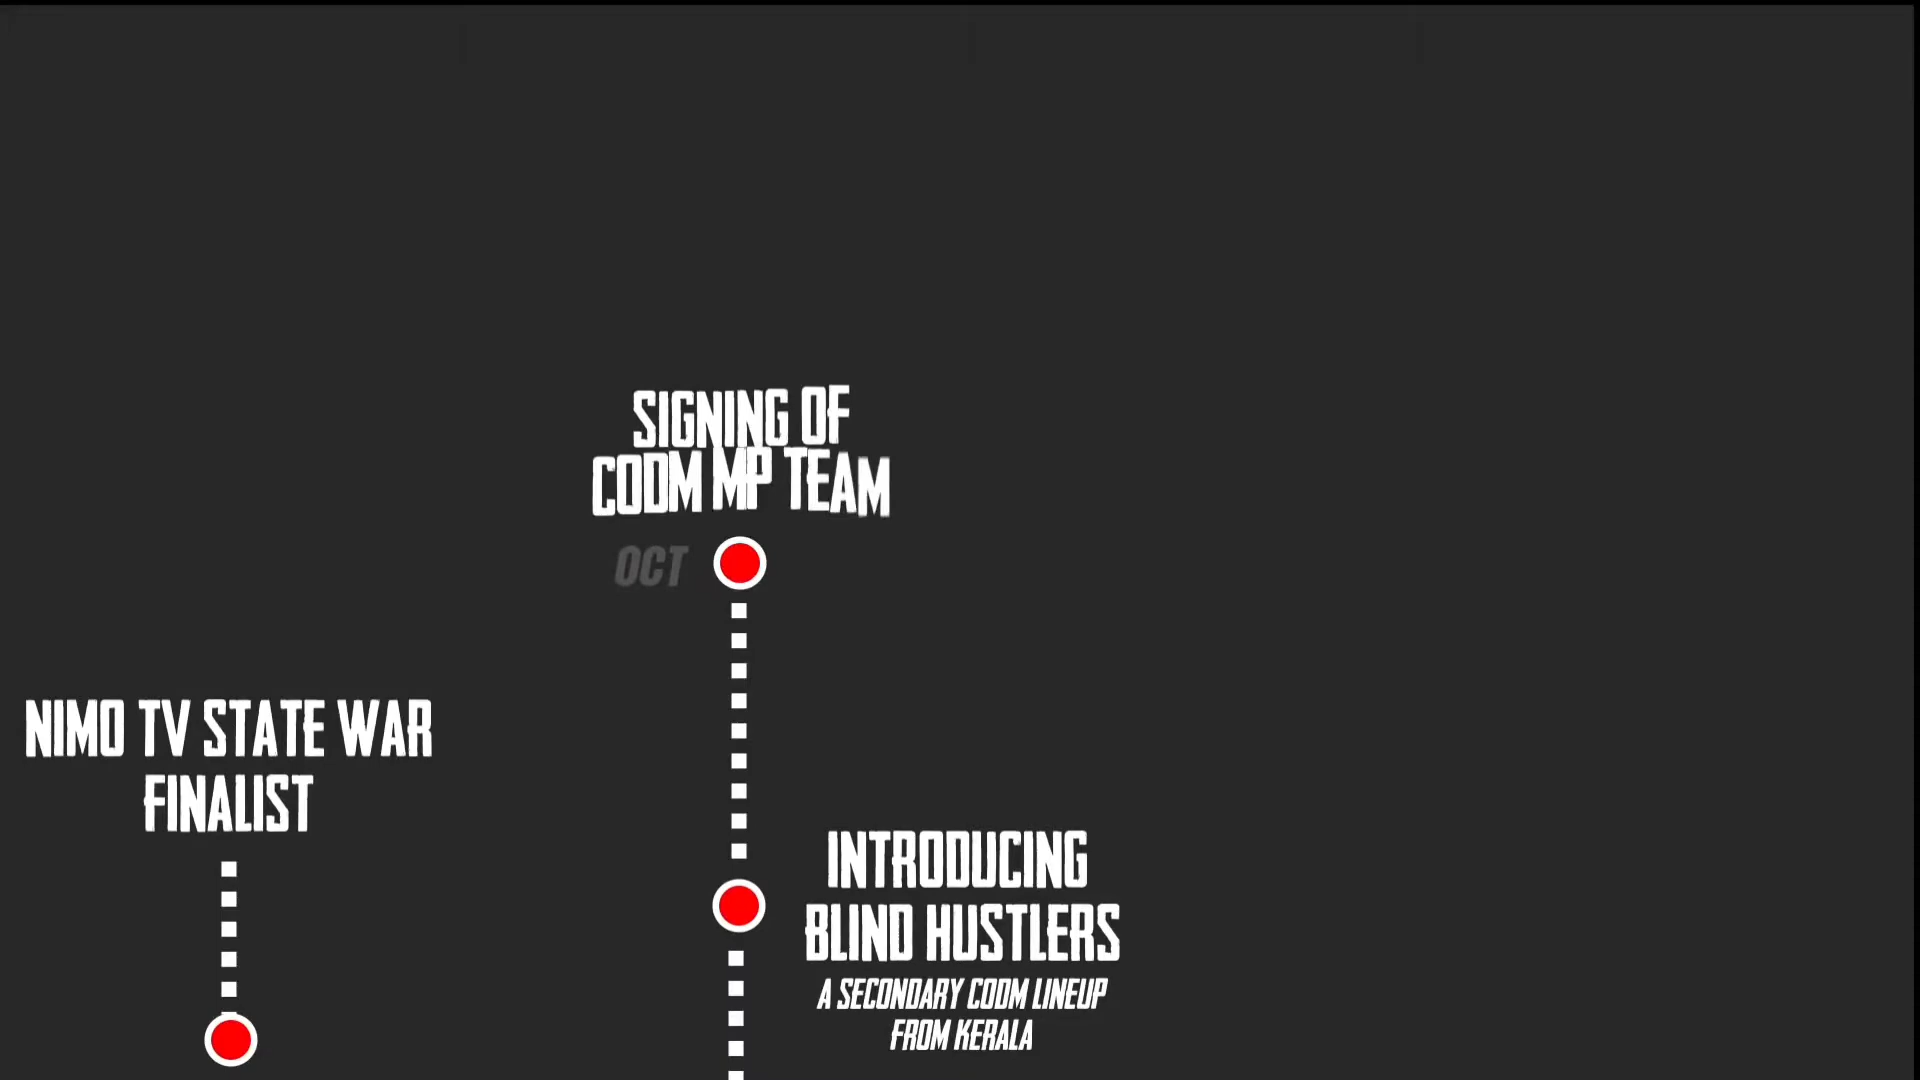 SIGNING OF
CODM MP TEAM
OCT
NIMO TV STATE WAR
FINALIST
INTRODUCING
BLIND HUSTLERS
A SECONDARY CODM LINEUP
FROM KERALA